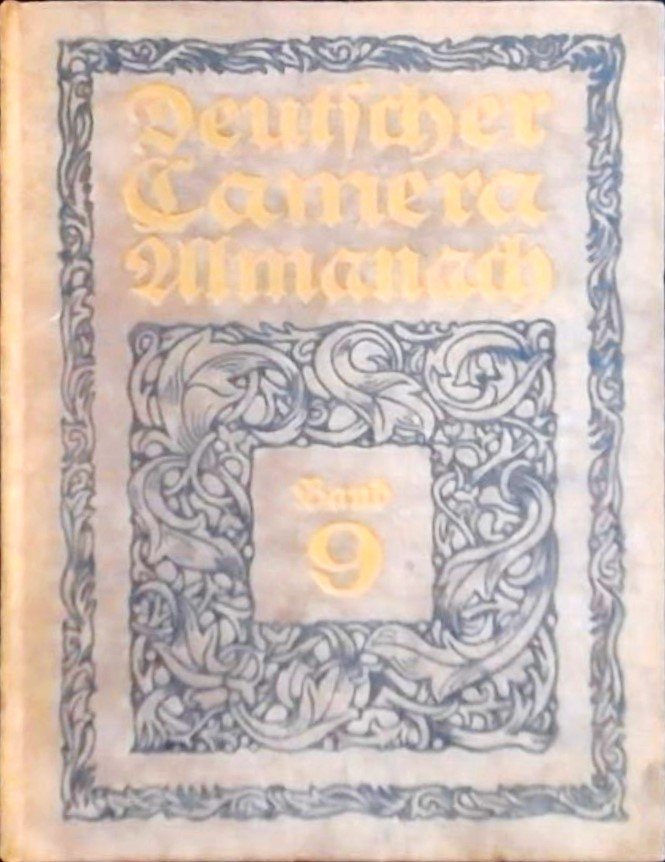 Deutſcher
Camera
Almanach
Band
9